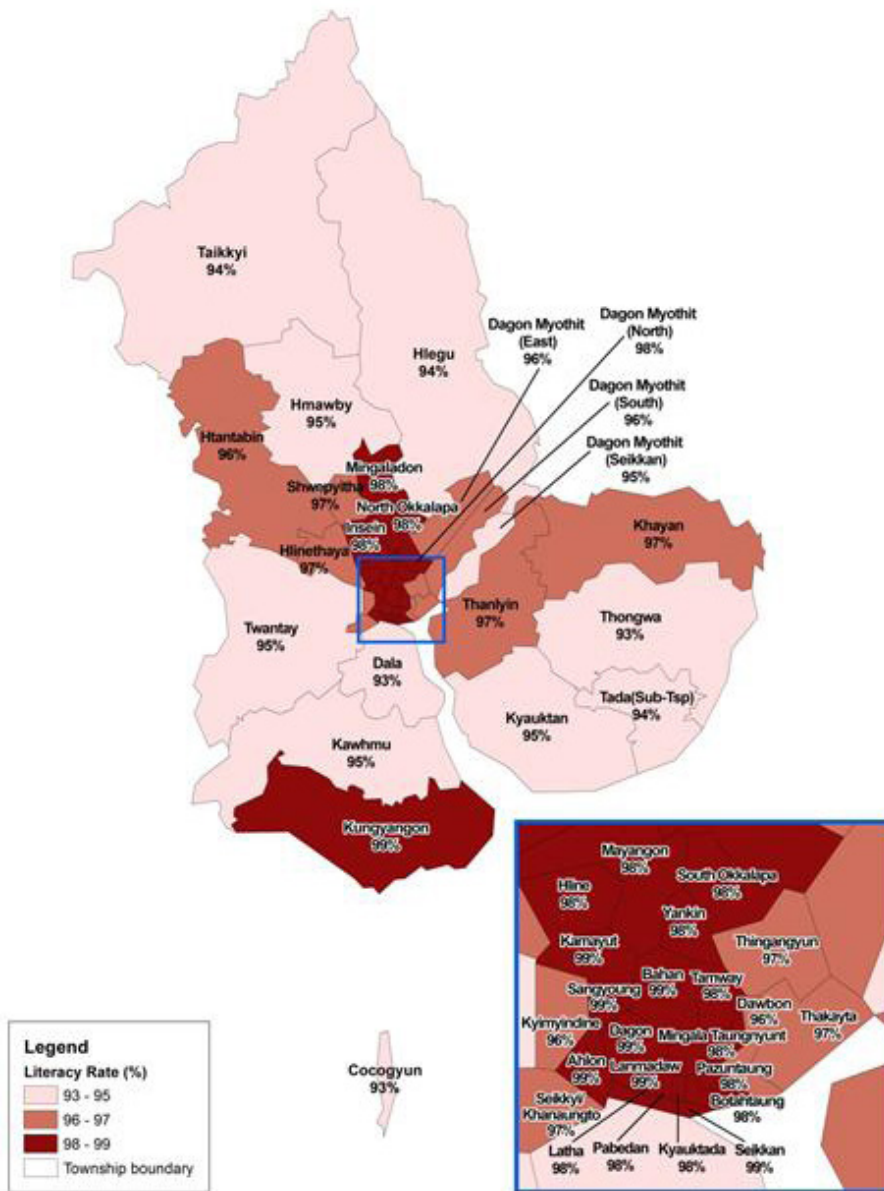 Taikkyi
94%
Hlegu
94%
Dagon Myothit
(East)
96%
Dagon Myothit
(North)
98%
Dagon Myothit
(South)
96%
Dagon Myothit
(Seikkan)
95%
Hmawby
95%
Htantabin
96%
Mingaladon
98%
Shwepyitha
97%
North Okkalapa
98%
Insein
98%
Hlinethaya
97%
Khayan
97%
Thanlyin
97%
Thongwa
93%
Twantay
95%
Dala
93%
Tada(Sub-Tsp)
94%
Kyauktan
95%
Kawhmu
95%
Kungyangon
99%
Cocogyun
93%
Legend
Literacy Rate (%)
93 - 95
96 - 97
98 - 99
Township boundary
Mayangon
98%
South Okkalapa
98%
Hline
98%
Yankin
98%
Kamayut
99%
Thingangyun
97%
Bahan
99%
Tamway
98%
Sangyoung
99%
Dawbon
96%
Thakayta
97%
Kyimyindine
96%
Dagon
99%
Mingala Taungnyunt
98%
Ahlon
99%
Lanmadaw
99%
Pazuntaung
98%
Botahtaung
98%
Seikkyi/
Khanaungto
97%
Latha
98%
Pabedan
98%
Kyauktada
98%
Seikkan
99%